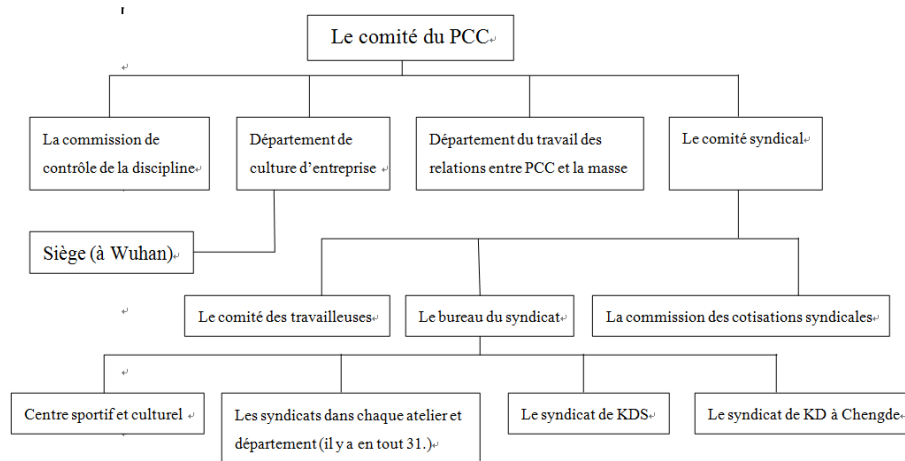 Le comité du PCC
La commission de
contrôle de la discipline
Département de
culture d'entreprise
Département du travail des
relations entre PCC et la masse
Le comité syndical
Siège (à Wuhan)
Le comité des travailleuses
Le bureau du syndicat
La commission des cotisations syndicales
Centre sportif et culturel
Les syndicats dans chaque atelier et
département (il y a en tout 31.)
Le syndicat de KDS
Le syndicat de KD à Chengde